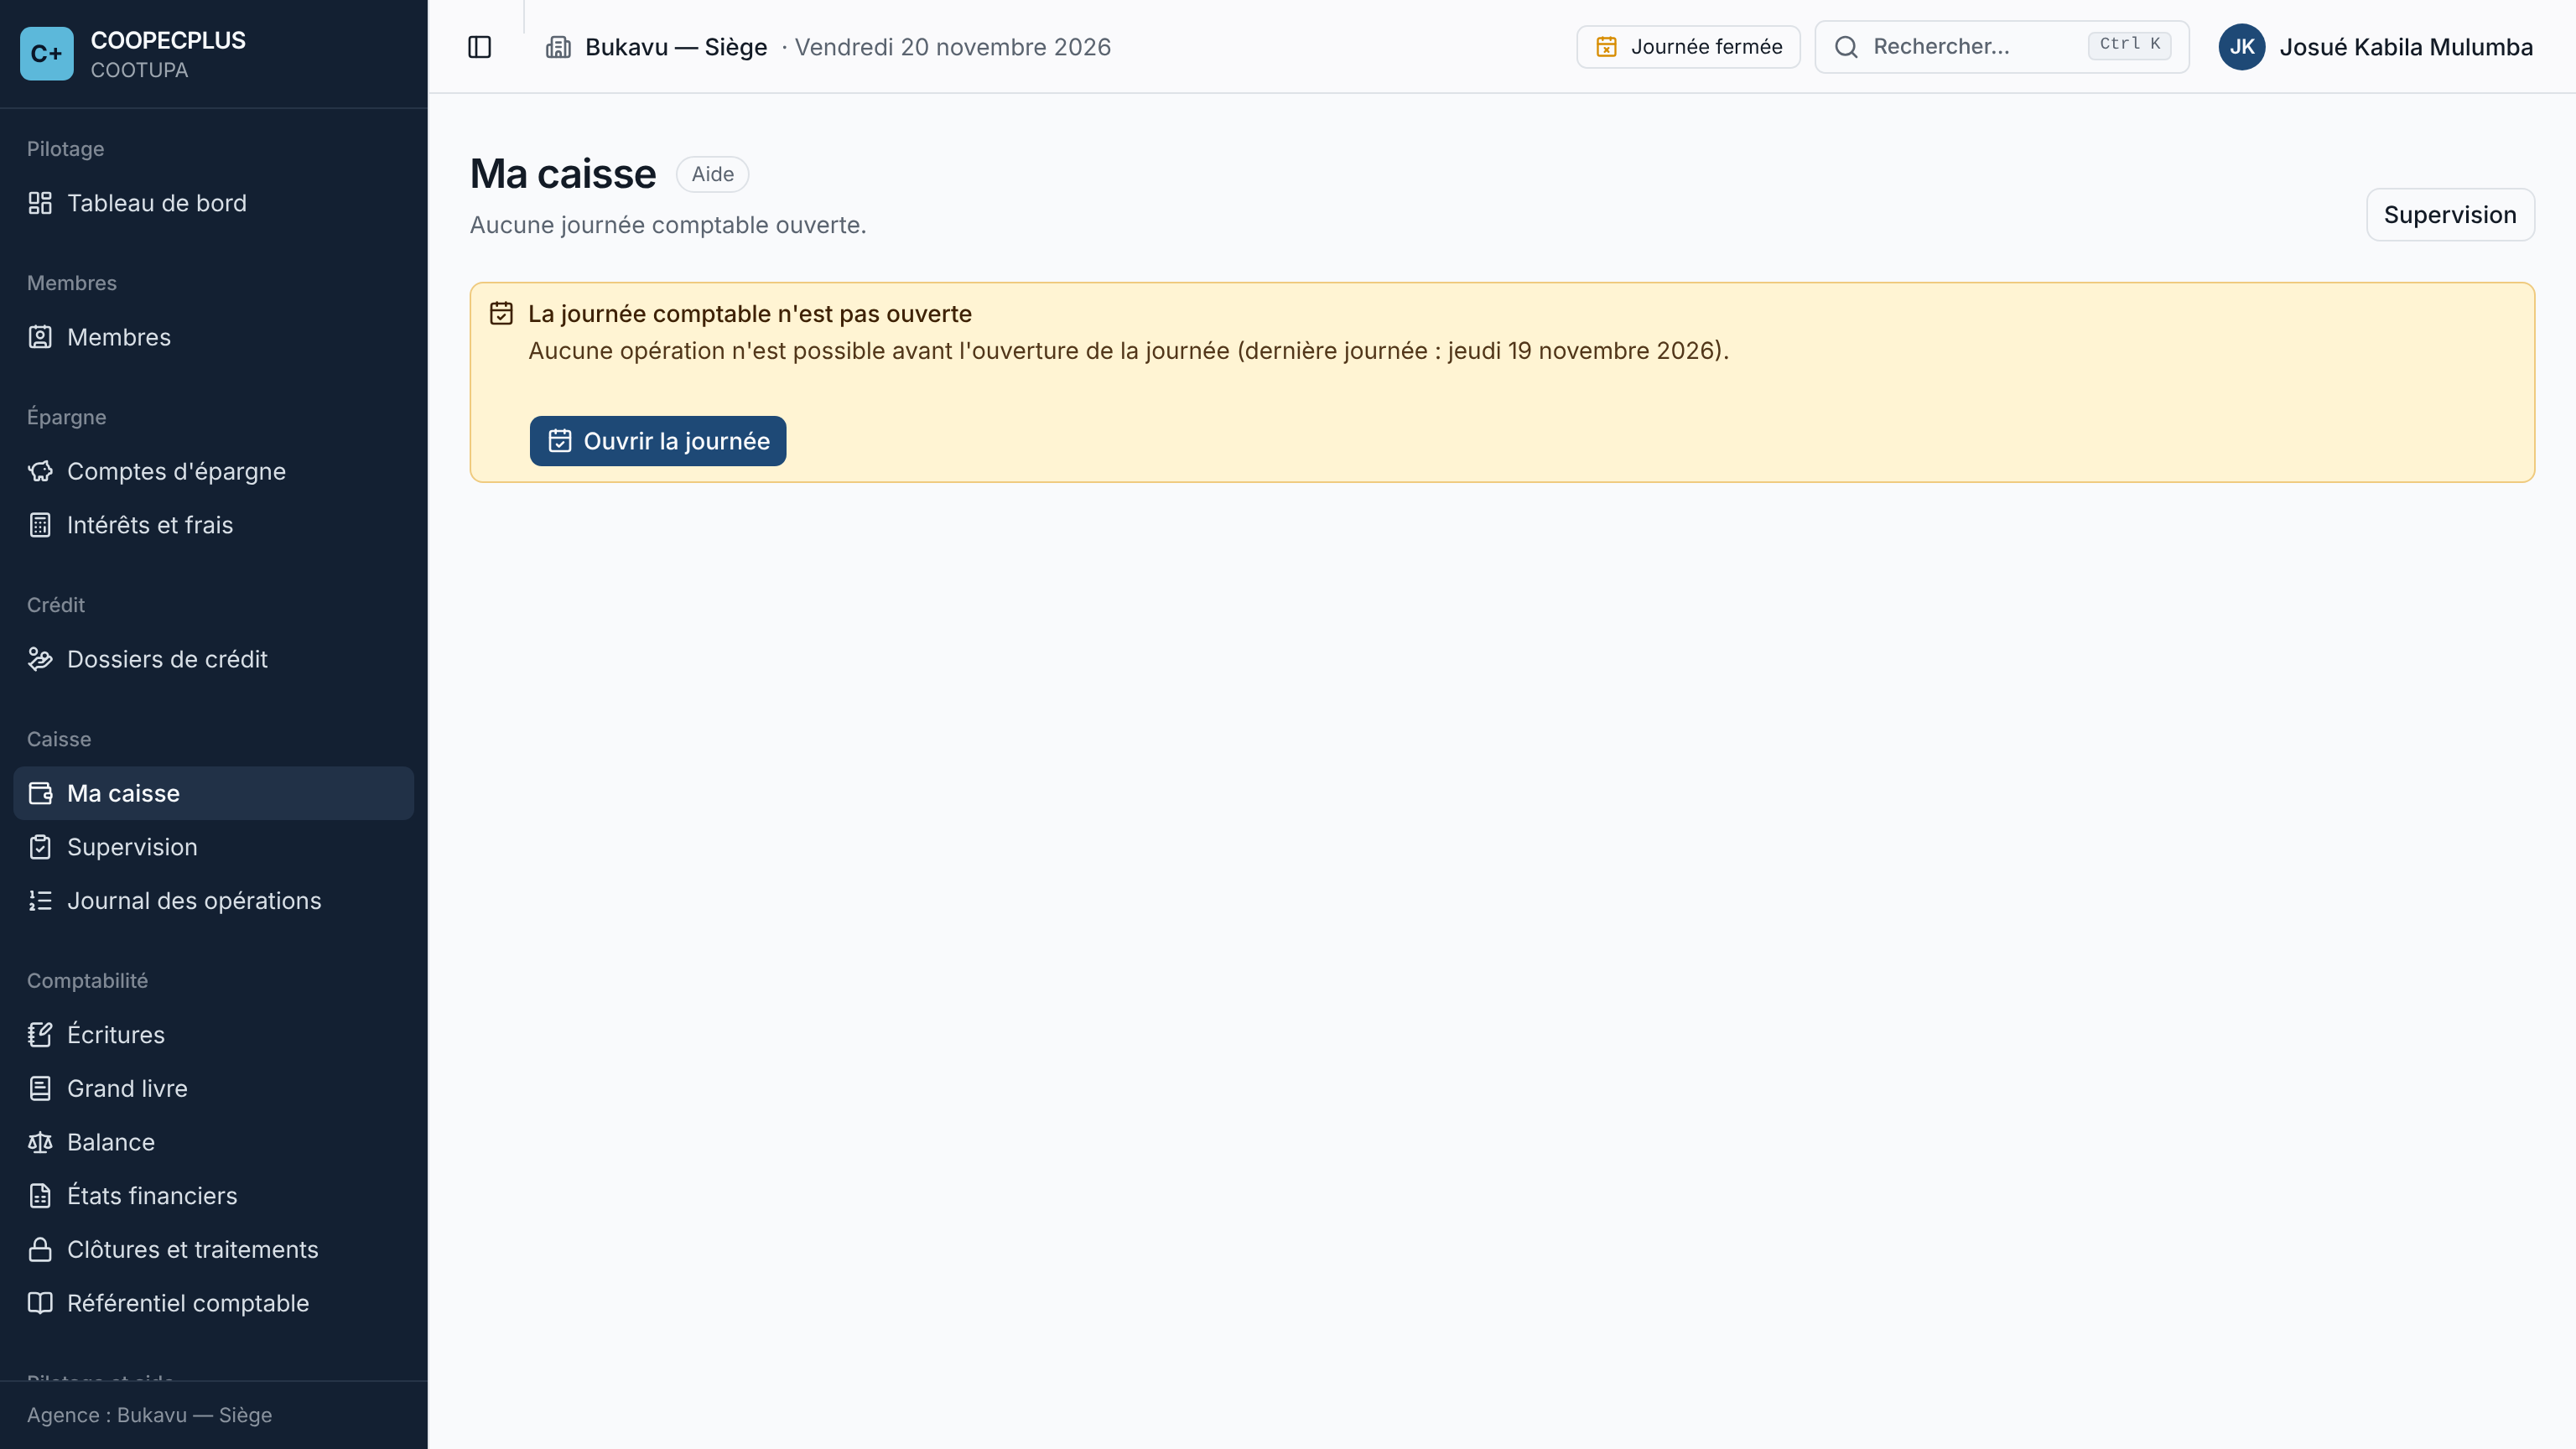 C+
COOPECPLUS
COOTUPA
Pilotage
Tableau de bord
Membres
Membres
Épargne
Comptes d'épargne
Intérêts et frais
Crédit
Dossiers de crédit
Caisse
Ma caisse
Supervision
Journal des opérations
Comptabilité
Écritures
Grand livre
Balance
États financiers
Clôtures et traitements
Référentiel comptable
Pilotage et aide
Agence : Bukavu — Siège
Bukavu — Siège · Vendredi 20 novembre 2026
Journée fermée
Rechercher... Ctrl K
JK Josué Kabila Mulumba
Ma caisse Aide
Aucune journée comptable ouverte.
Supervision
La journée comptable n'est pas ouverte
Aucune opération n'est possible avant l'ouverture de la journée (dernière journée : jeudi 19 novembre 2026).
Ouvrir la journée